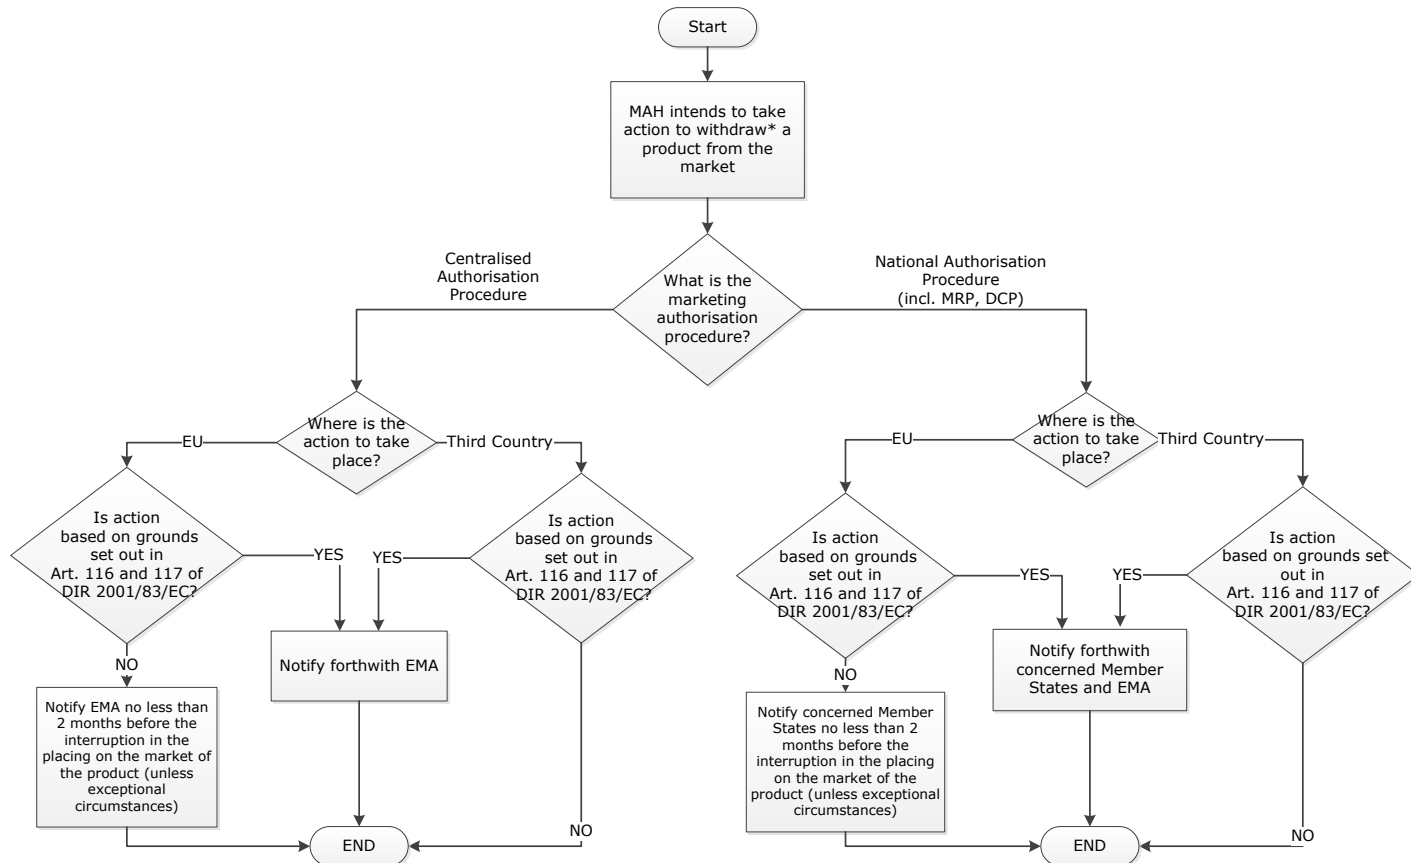 Start
MAH intends to take
action to withdraw* a
product from the
market
Centralised
Authorisation
Procedure
What is the
marketing
authorisation
procedure?
National Authorisation
Procedure
(incl. MRP, DCP)
Where is the
action to take
place?
EU
Third Country
Is action
based on grounds
set out in
Art. 116 and 117 of
DIR 2001/83/EC?
YES
NO
Is action
based on grounds
set out in
Art. 116 and 117 of
DIR 2001/83/EC?
YES
NO
Notify forthwith EMA
Notify EMA no less than
2 months before the
interruption in the
placing on the market of
the product (unless
exceptional
circumstances)
END
Where is the
action to take
place?
EU
Third Country
Is action
based on grounds
set out in
Art. 116 and 117 of
DIR 2001/83/EC?
YES
NO
Is action
based on grounds set
out in
Art. 116 and 117 of
DIR 2001/83/EC?
YES
NO
Notify forthwith
concerned Member
States and EMA
Notify concerned Member
States no less than 2
months before the
interruption in the placing
on the market of the
product (unless exceptional
circumstances)
END